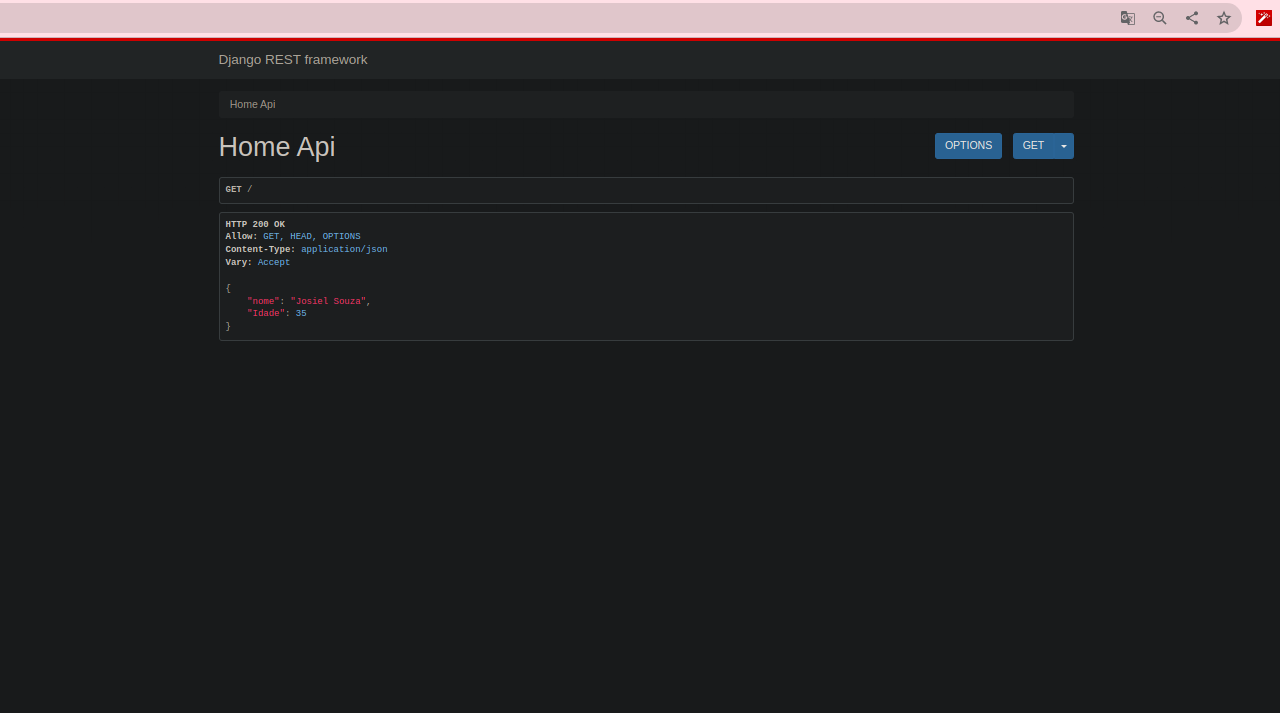 Django REST framework
Home Api
Home Api
OPTIONS
GET
GET /
HTTP 200 OK
Allow: GET, HEAD, OPTIONS
Content-Type: application/json
Vary: Accept
{
    "nome": "Josiel Souza",
    "Idade": 35
}